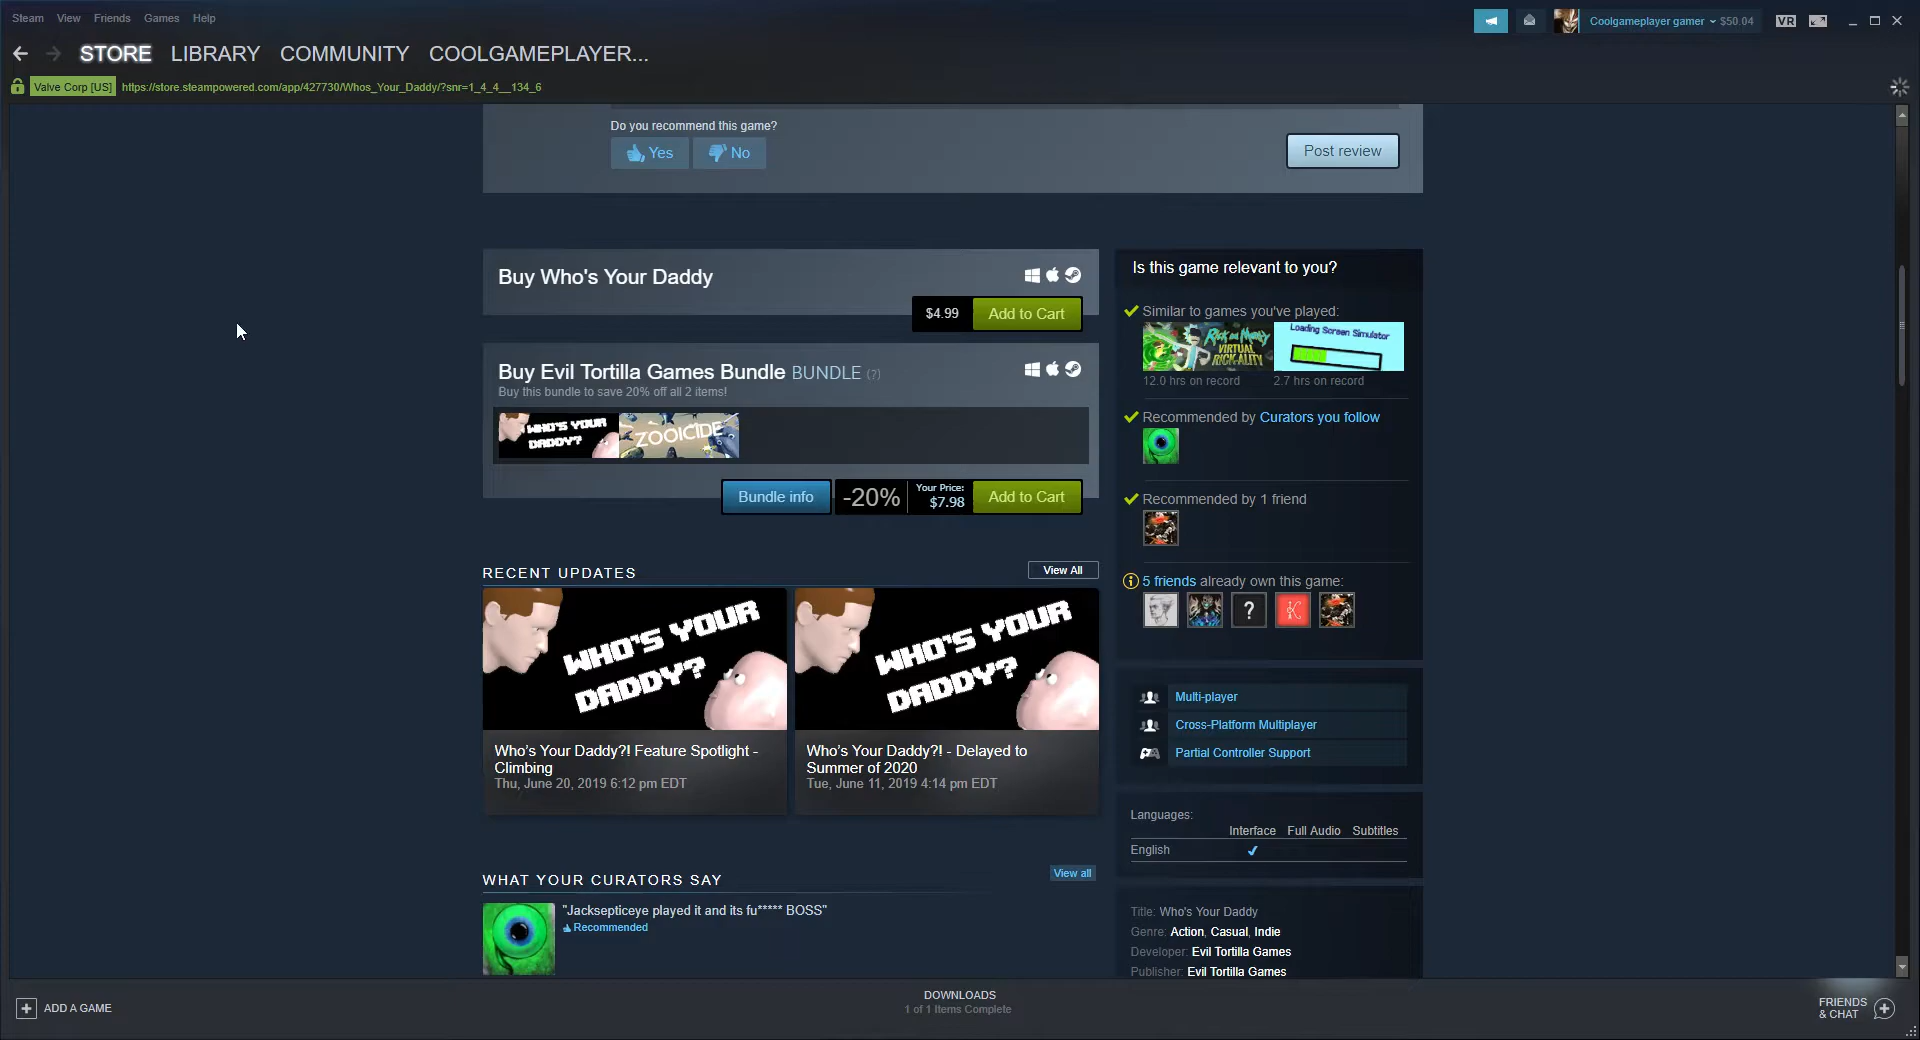 Steam View Friends Games Help
Coolgameplayer gamer $50.04 VR
STORE LIBRARY COMMUNITY COOLGAMEPLAYER...
Valve Corp [US] https://store.steampowered.com/app/427730/Whos_Your_Daddy/?snr=1_4_4__134_6
Do you recommend this game?
Yes No
Post review
Buy Who's Your Daddy
$4.99 Add to Cart
Buy Evil Tortilla Games Bundle BUNDLE (?)
Buy this bundle to save 20% off all 2 items!
WHO'S YOUR
DADDY?
ZOOICIDE
Bundle info -20% Your Price:
$7.98 Add to Cart
RECENT UPDATES View All
WHO'S YOUR
DADDY?
Who's Your Daddy?! Feature Spotlight -
Climbing
Thu, June 20, 2019 6:12 pm EDT
WHO'S YOUR
DADDY?
Who's Your Daddy?! - Delayed to
Summer of 2020
Tue, June 11, 2019 4:14 pm EDT
WHAT YOUR CURATORS SAY View all
"Jacksepticeye played it and its fu***** BOSS"
Recommended
Is this game relevant to you?
Similar to games you've played:
RICK AND MORTY
VIRTUAL
RICK-ALITY
Loading Screen Simulator
12.0 hrs on record 2.7 hrs on record
Recommended by Curators you follow
Recommended by 1 friend
5 friends already own this game:
?
Multi-player
Cross-Platform Multiplayer
Partial Controller Support
Languages:
Interface Full Audio Subtitles
English
Title: Who's Your Daddy
Genre: Action, Casual, Indie
Developer: Evil Tortilla Games
Publisher: Evil Tortilla Games
ADD A GAME
DOWNLOADS
1 of 1 Items Complete
FRIENDS
& CHAT